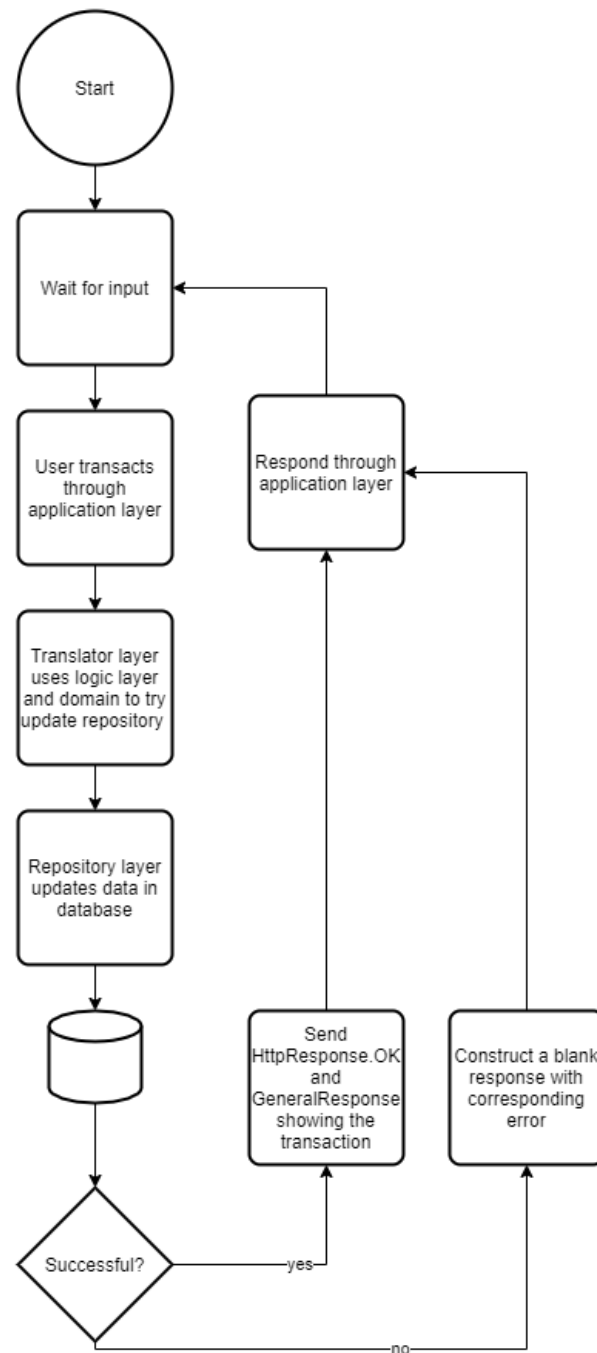 Start
Wait for input
User transacts
through
application layer
Respond through
application layer
Translator layer
uses logic layer
and domain to try
update repository
Repository layer
updates data in
database
Send
HttpResponse.OK
and
GeneralResponse
showing the
transaction
Construct a blank
response with
corresponding
error
Successful?
yes
no